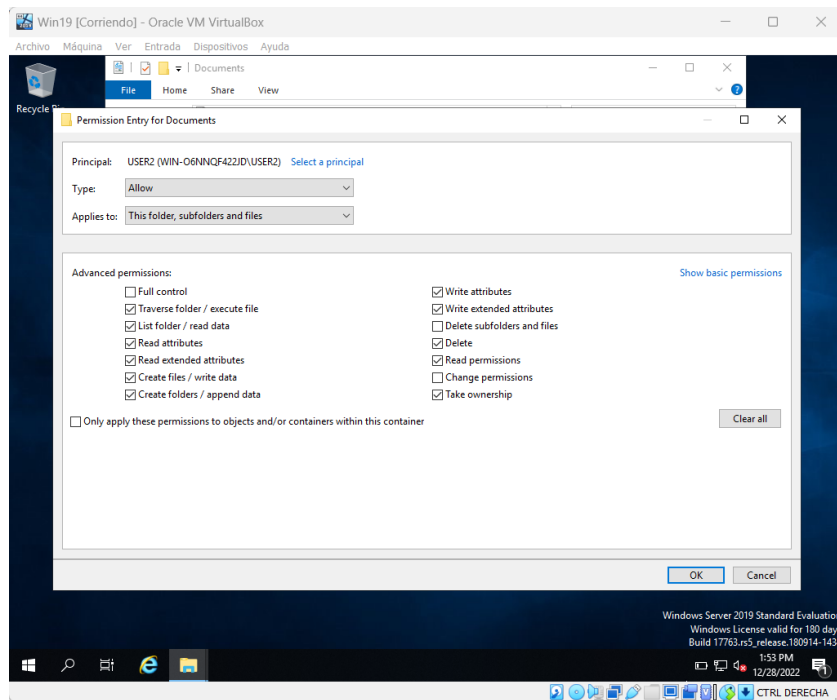 Win19 [Corriendo] - Oracle VM VirtualBox
Archivo Máquina Ver Entrada Dispositivos Ayuda
Documents
File Home Share View
Recycle
Permission Entry for Documents
Principal: USER2 (WIN-O6NNQF422JD\USER2) Select a principal
Type: Allow
Applies to: This folder, subfolders and files
Advanced permissions: Show basic permissions
Full control Write attributes
Traverse folder / execute file Write extended attributes
List folder / read data Delete subfolders and files
Read attributes Delete
Read extended attributes Read permissions
Create files / write data Change permissions
Create folders / append data Take ownership
Only apply these permissions to objects and/or containers within this container Clear all
OK Cancel
Windows Server 2019 Standard Evaluatio
Windows License valid for 180 day
Build 17763.rs5_release.180914-143
1:53 PM
12/28/2022
1
CTRL DERECHA